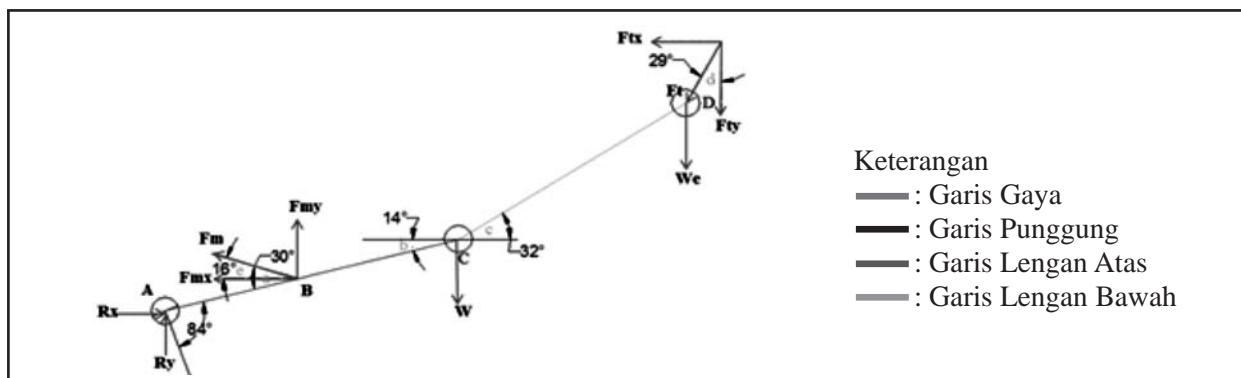 Ftx
29°
d
Ft
D
Fty
We
Keterangan
: Garis Gaya
: Garis Punggung
: Garis Lengan Atas
: Garis Lengan Bawah
Fmy
14°
b
C
c
32°
W
Fm
30°
16°
e
Fmx
B
A
Rx
84°
Ry